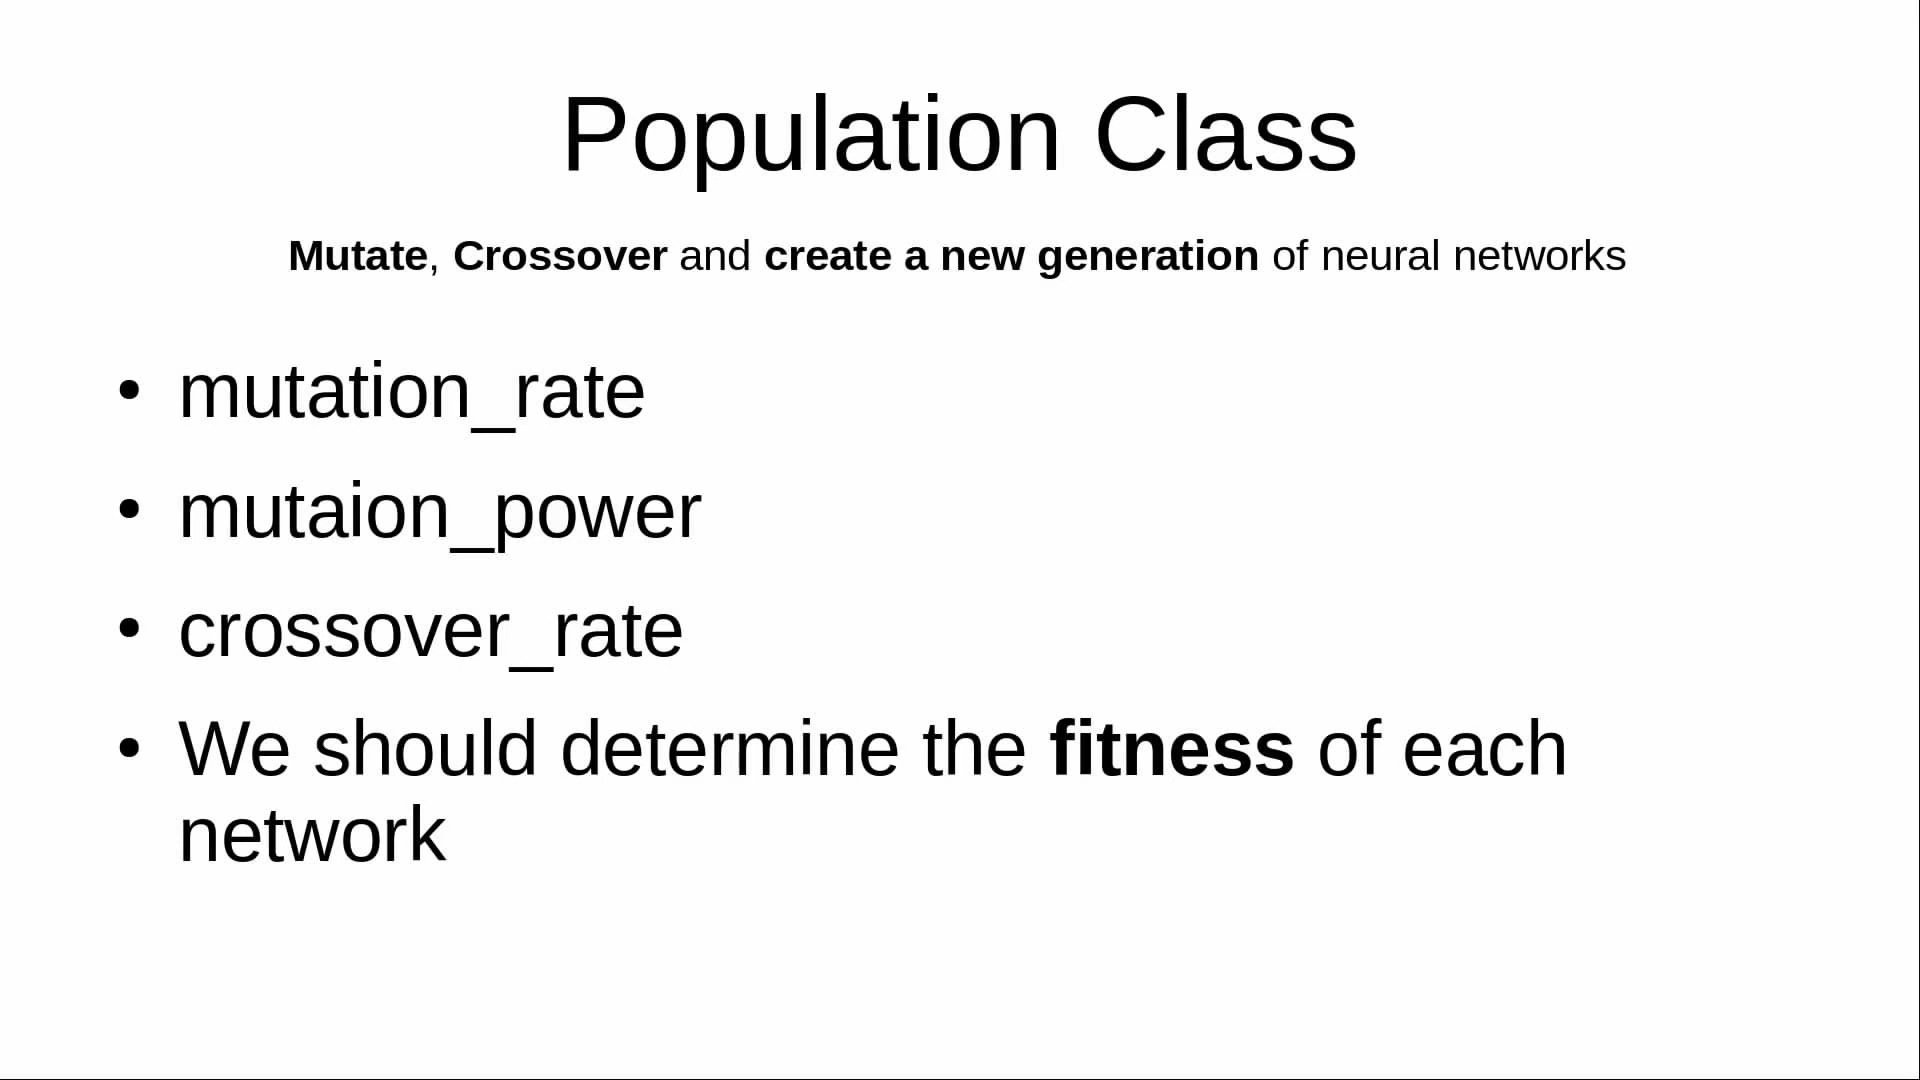 Population Class
Mutate, Crossover and create a new generation of neural networks
• mutation_rate
• mutaion_power
• crossover_rate
• We should determine the fitness of each
network